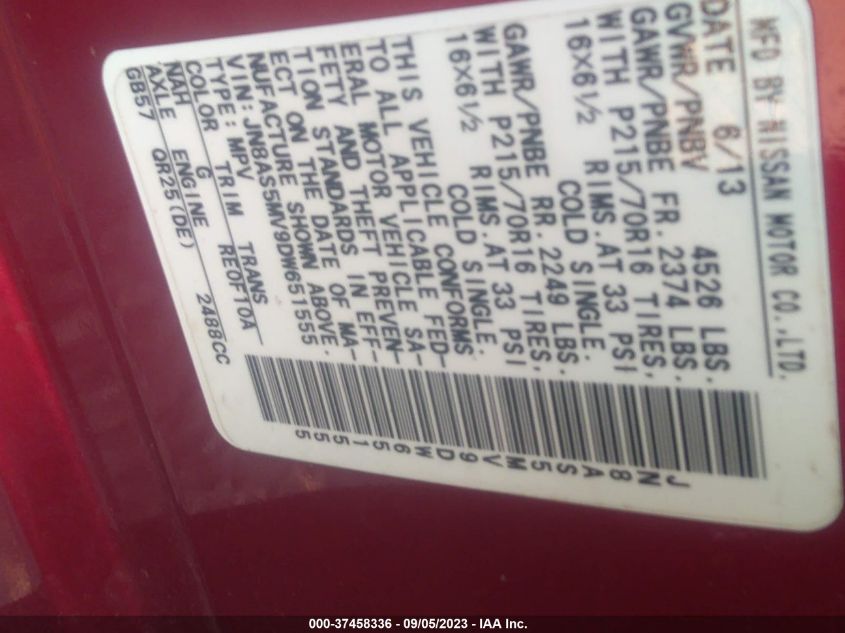 MFD BY NISSAN MOTOR CO.,LTD.
DATE 6/13
GVWR/PNBV 4526 LBS.
GAWR/PNBE FR. 2374 LBS.
WITH P215/70R16 TIRES,
16×6½ RIMS.AT 33 PSI
COLD SINGLE.
GAWR/PNBE RR. 2249 LBS.
WITH P215/70R16 TIRES,
16×6½ RIMS.AT 33 PSI
COLD SINGLE.
THIS VEHICLE CONFORMS
TO ALL APPLICABLE FED-
ERAL MOTOR VEHICLE SA-
FETY AND THEFT PREVEN-
TION STANDARDS IN EFF-
ECT ON THE DATE OF MA-
NUFACTURE SHOWN ABOVE.
VIN: JN8AS5MV9DW651555
TYPE: MPV
COLOR TRIM TRANS
NAH G RE0F10A
AXLE ENGINE
GB57 QR25(DE) 2488CC
JN8AS5MV9DW651555
000-37458336 - 09/05/2023 - IAA Inc.